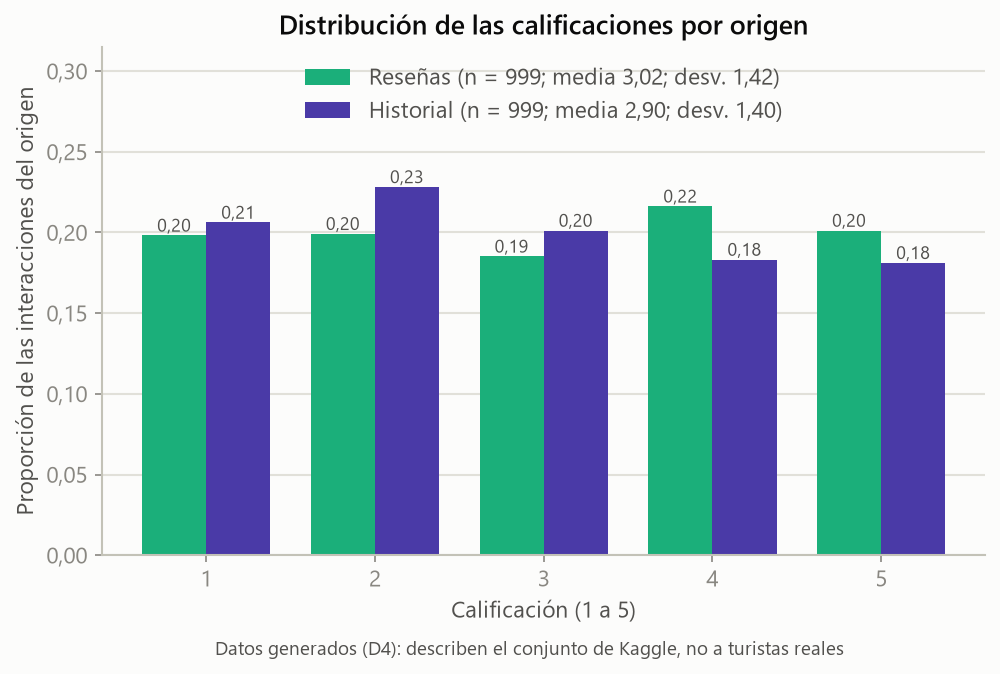 Distribución de las calificaciones por origen
Reseñas (n = 999; media 3,02; desv. 1,42)
Historial (n = 999; media 2,90; desv. 1,40)
Proporción de las interacciones del origen
0,30
0,25
0,20
0,15
0,10
0,05
0,00
0,20 0,21 0,20 0,23 0,19 0,20 0,22 0,18 0,20 0,18
1 2 3 4 5
Calificación (1 a 5)
Datos generados (D4): describen el conjunto de Kaggle, no a turistas reales